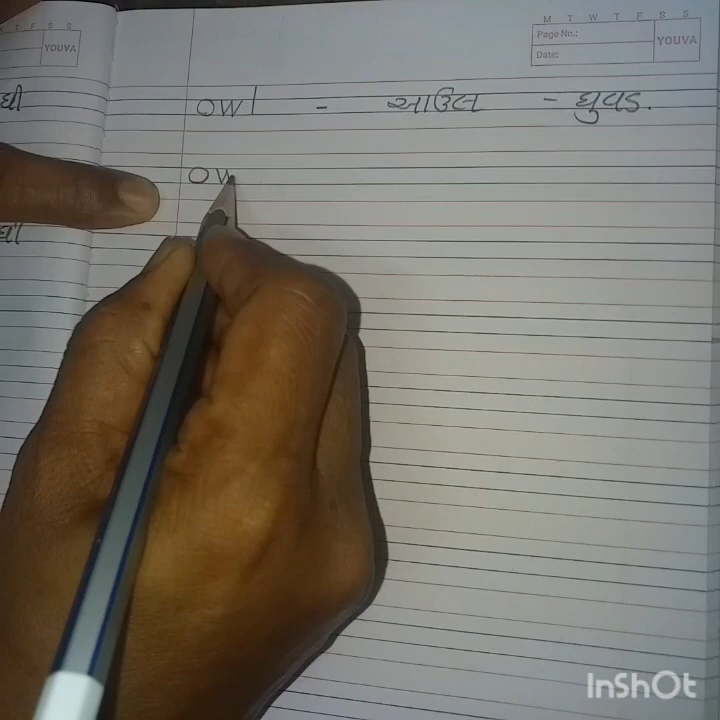 M T W T F S S
T F S S
Page No.:
YOUVA
YOUVA
Date:
owl - આઉલ - ઘુવડ.
ow
InShOt